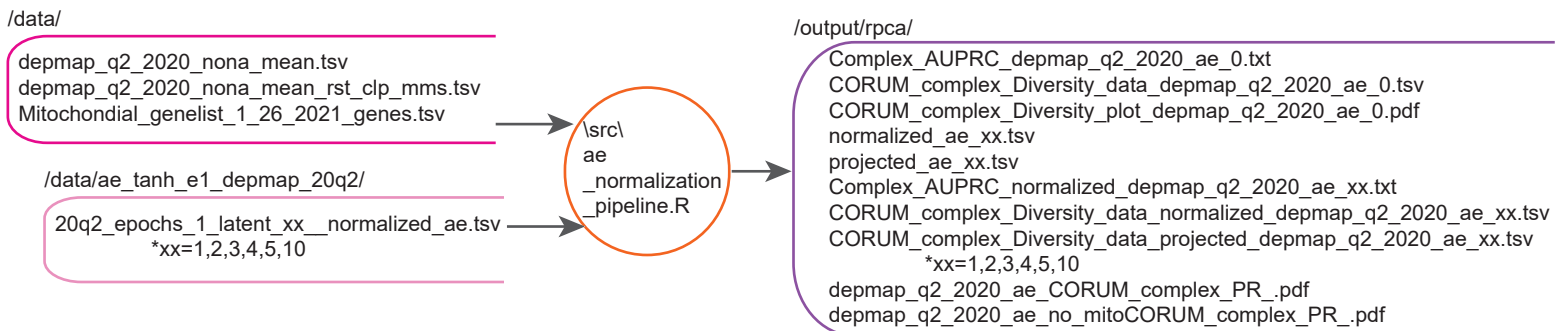 /data/
depmap_q2_2020_nona_mean.tsv
depmap_q2_2020_nona_mean_rst_clp_mms.tsv
Mitochondial_genelist_1_26_2021_genes.tsv
/data/ae_tanh_e1_depmap_20q2/
20q2_epochs_1_latent_xx__normalized_ae.tsv
*xx=1,2,3,4,5,10
\src\
ae
_normalization
_pipeline.R
/output/rpca/
Complex_AUPRC_depmap_q2_2020_ae_0.txt
CORUM_complex_Diversity_data_depmap_q2_2020_ae_0.tsv
CORUM_complex_Diversity_plot_depmap_q2_2020_ae_0.pdf
normalized_ae_xx.tsv
projected_ae_xx.tsv
Complex_AUPRC_normalized_depmap_q2_2020_ae_xx.txt
CORUM_complex_Diversity_data_normalized_depmap_q2_2020_ae_xx.tsv
CORUM_complex_Diversity_data_projected_depmap_q2_2020_ae_xx.tsv
*xx=1,2,3,4,5,10
depmap_q2_2020_ae_CORUM_complex_PR_.pdf
depmap_q2_2020_ae_no_mitoCORUM_complex_PR_.pdf